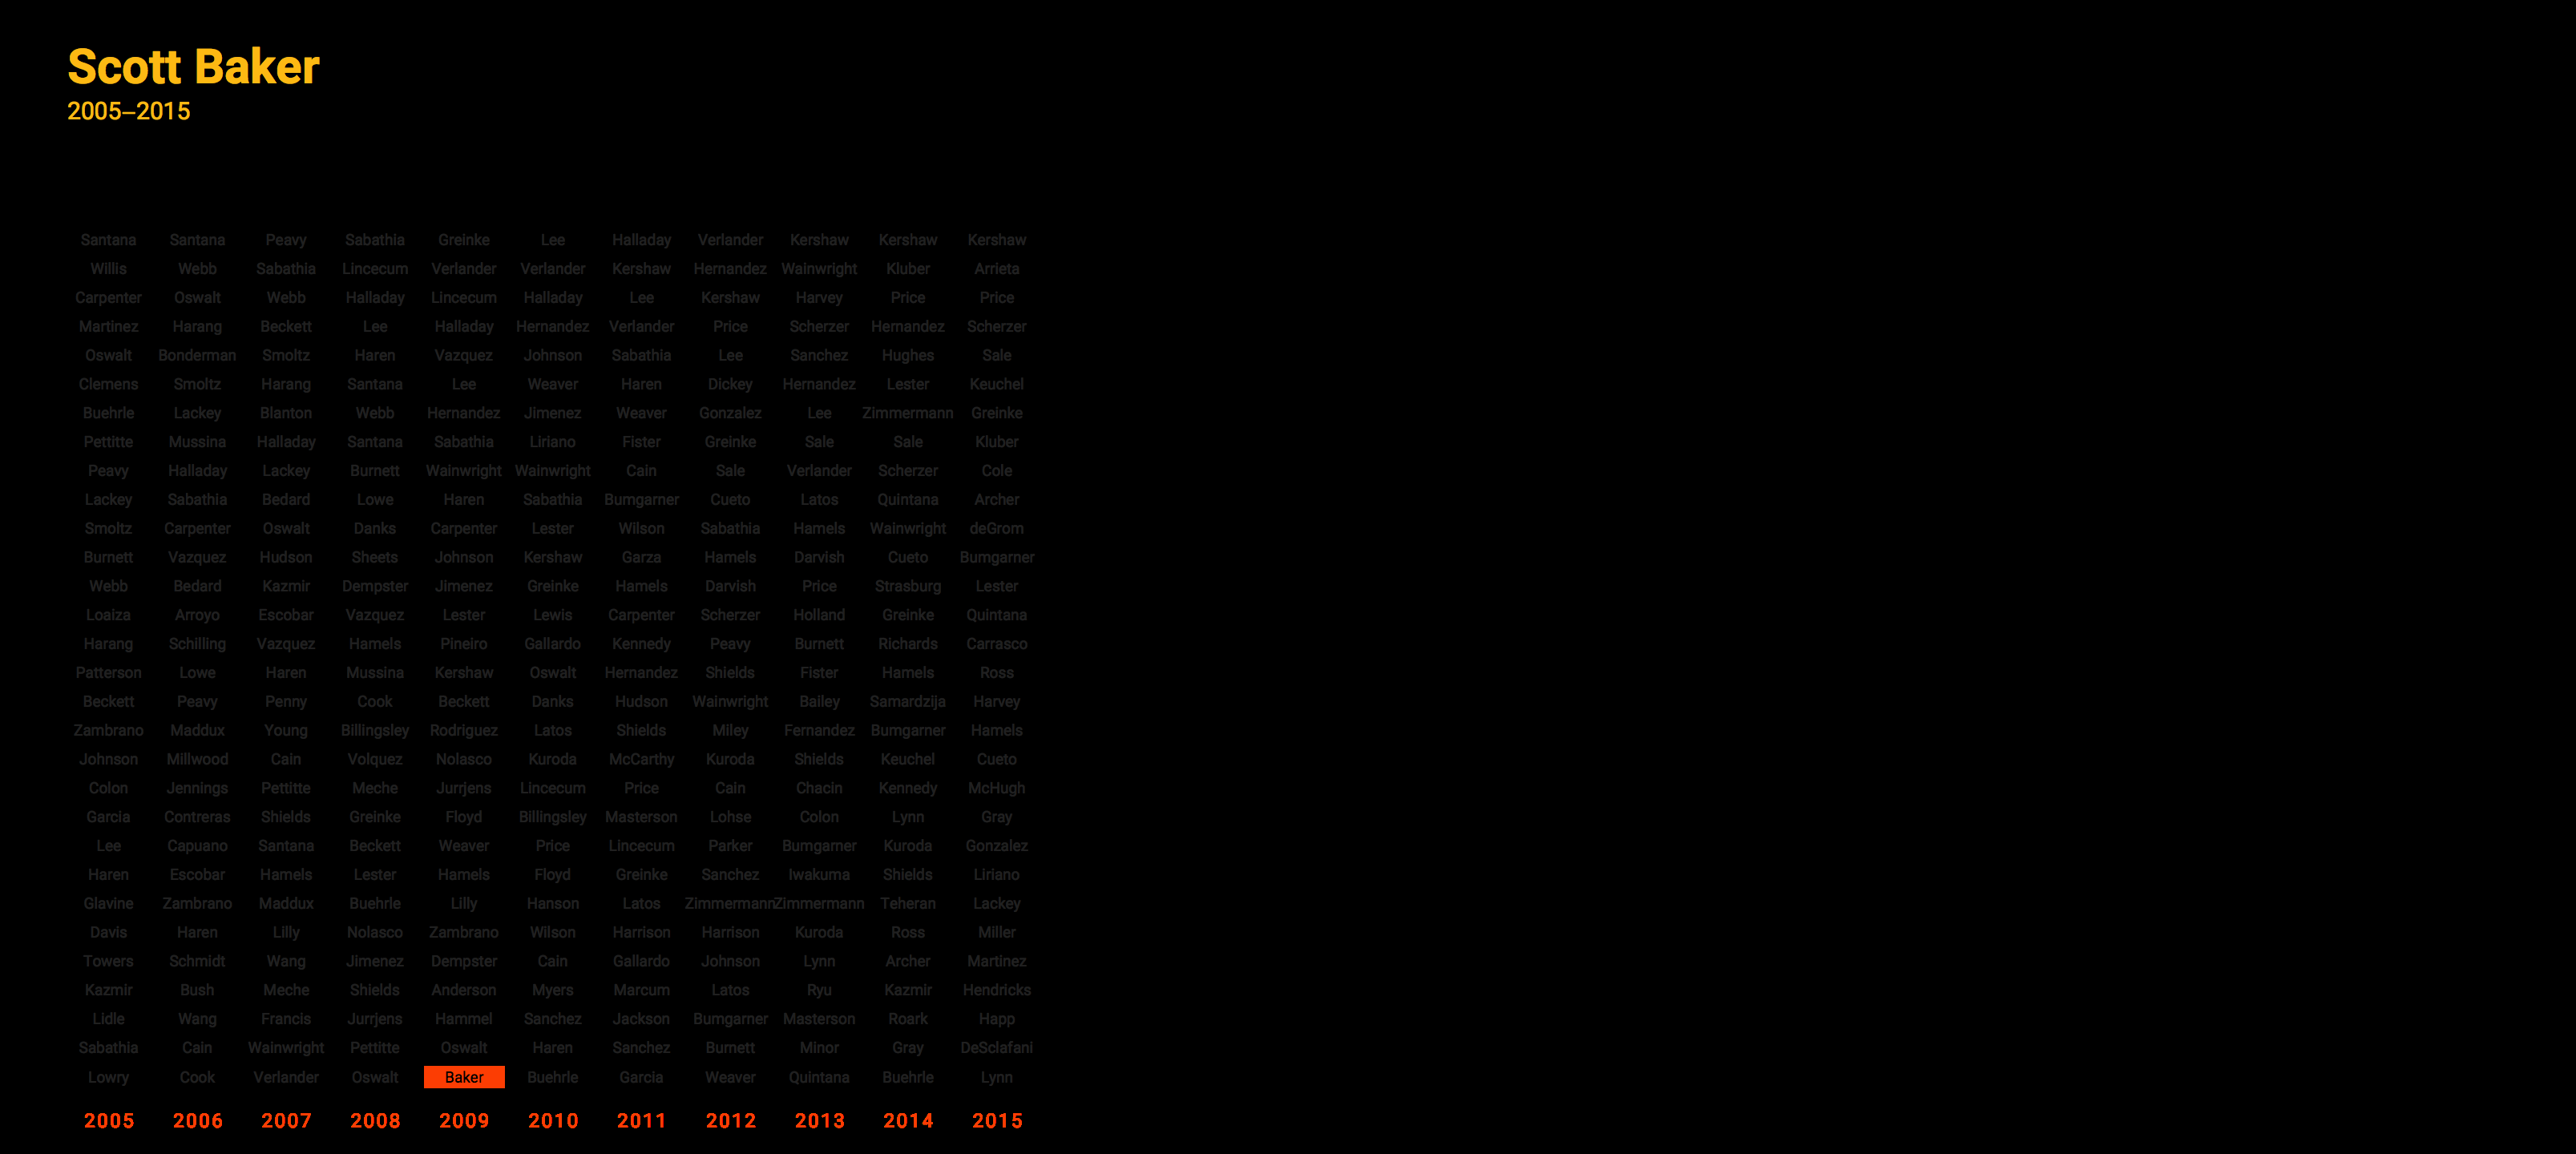 Scott Baker
2005–2015
Santana Santana Peavy Sabathia Greinke Lee Halladay Verlander Kershaw Kershaw Kershaw
Willis Webb Sabathia Lincecum Verlander Verlander Kershaw Hernandez Wainwright Kluber Arrieta
Carpenter Oswalt Webb Halladay Lincecum Halladay Lee Kershaw Harvey Price Price
Martinez Harang Beckett Lee Halladay Hernandez Verlander Price Scherzer Hernandez Scherzer
Oswalt Bonderman Smoltz Haren Vazquez Johnson Sabathia Lee Sanchez Hughes Sale
Clemens Smoltz Harang Santana Lee Weaver Haren Dickey Hernandez Lester Keuchel
Buehrle Lackey Blanton Webb Hernandez Jimenez Weaver Gonzalez Lee Zimmermann Greinke
Pettitte Mussina Halladay Santana Sabathia Liriano Fister Greinke Sale Sale Kluber
Peavy Halladay Lackey Burnett Wainwright Wainwright Cain Sale Verlander Scherzer Cole
Lackey Sabathia Bedard Lowe Haren Sabathia Bumgarner Cueto Latos Quintana Archer
Smoltz Carpenter Oswalt Danks Carpenter Lester Wilson Sabathia Hamels Wainwright deGrom
Burnett Vazquez Hudson Sheets Johnson Kershaw Garza Hamels Darvish Cueto Bumgarner
Webb Bedard Kazmir Dempster Jimenez Greinke Hamels Darvish Price Strasburg Lester
Loaiza Arroyo Escobar Vazquez Lester Lewis Carpenter Scherzer Holland Greinke Quintana
Harang Schilling Vazquez Hamels Pineiro Gallardo Kennedy Peavy Burnett Richards Carrasco
Patterson Lowe Haren Mussina Kershaw Oswalt Hernandez Shields Fister Hamels Ross
Beckett Peavy Penny Cook Beckett Danks Hudson Wainwright Bailey Samardzija Harvey
Zambrano Maddux Young Billingsley Rodriguez Latos Shields Miley Fernandez Bumgarner Hamels
Johnson Millwood Cain Volquez Nolasco Kuroda McCarthy Kuroda Shields Keuchel Cueto
Colon Jennings Pettitte Meche Jurrjens Lincecum Price Cain Chacin Kennedy McHugh
Garcia Contreras Shields Greinke Floyd Billingsley Masterson Lohse Colon Lynn Gray
Lee Capuano Santana Beckett Weaver Price Lincecum Parker Bumgarner Kuroda Gonzalez
Haren Escobar Hamels Lester Hamels Floyd Greinke Sanchez Iwakuma Shields Liriano
Glavine Zambrano Maddux Buehrle Lilly Hanson Latos Zimmermann Zimmermann Teheran Lackey
Davis Haren Lilly Nolasco Zambrano Wilson Harrison Harrison Kuroda Ross Miller
Towers Schmidt Wang Jimenez Dempster Cain Gallardo Johnson Lynn Archer Martinez
Kazmir Bush Meche Shields Anderson Myers Marcum Latos Ryu Kazmir Hendricks
Lidle Wang Francis Jurrjens Hammel Sanchez Jackson Bumgarner Masterson Roark Happ
Sabathia Cain Wainwright Pettitte Oswalt Haren Sanchez Burnett Minor Gray DeSclafani
Lowry Cook Verlander Oswalt Baker Buehrle Garcia Weaver Quintana Buehrle Lynn
2005 2006 2007 2008 2009 2010 2011 2012 2013 2014 2015